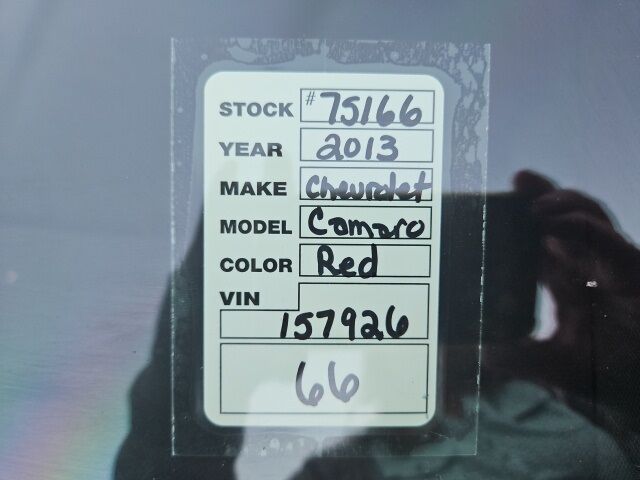 STOCK # 75166
YEAR 2013
MAKE Chevrolet
MODEL Camaro
COLOR Red
VIN
157926
66